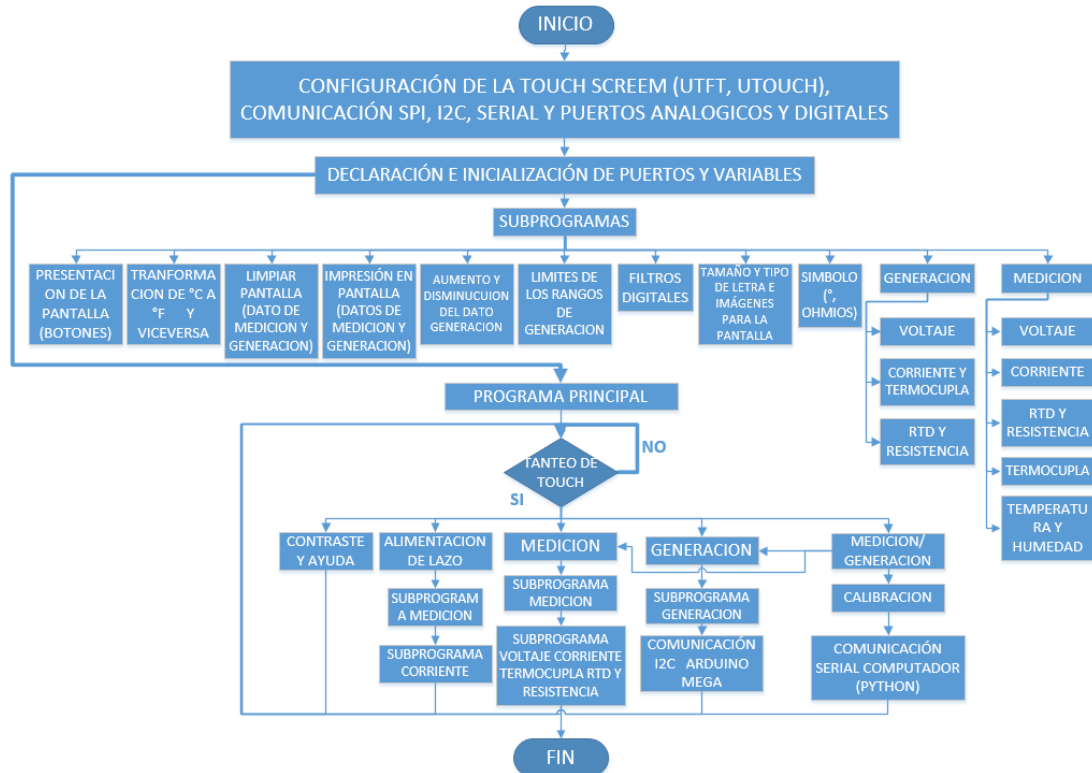 INICIO
CONFIGURACIÓN DE LA TOUCH SCREEM (UTFT, UTOUCH),
COMUNICACIÓN SPI, I2C, SERIAL Y PUERTOS ANALOGICOS Y DIGITALES
DECLARACIÓN E INICIALIZACIÓN DE PUERTOS Y VARIABLES
SUBPROGRAMAS
PRESENTACI
ON DE LA
PANTALLA
(BOTONES)
TRANFORMA
CION DE °C A
°F Y
VICEVERSA
LIMPIAR
PANTALLA
(DATO DE
MEDICION Y
GENERACION)
IMPRESIÓN EN
PANTALLA
(DATOS DE
MEDICION Y
GENERACION)
AUMENTO Y
DISMINUCUION
DEL DATO
GENERACION
LIMITES DE
LOS RANGOS
DE
GENERACION
FILTROS
DIGITALES
TAMAÑO Y TIPO
DE LETRA E
IMÁGENES
PARA LA
PANTALLA
SIMBOLO
(°,
OHMIOS)
GENERACION
VOLTAJE
CORRIENTE Y
TERMOCUPLA
RTD Y
RESISTENCIA
MEDICION
VOLTAJE
CORRIENTE
RTD Y
RESISTENCIA
TERMOCUPLA
TEMPERATU
RA Y
HUMEDAD
PROGRAMA PRINCIPAL
TANTEO DE
TOUCH
NO
SI
CONTRASTE
Y AYUDA
ALIMENTACION
DE LAZO
SUBPROGRAM
A MEDICION
SUBPROGRAMA
CORRIENTE
MEDICION
SUBPROGRAMA
MEDICION
SUBPROGRAMA
VOLTAJE CORRIENTE
TERMOCUPLA RTD Y
RESISTENCIA
GENERACION
SUBPROGRAMA
GENERACION
COMUNICACIÓN
I2C ARDUINO
MEGA
MEDICION/
GENERACION
CALIBRACION
COMUNICACIÓN
SERIAL COMPUTADOR
(PYTHON)
FIN